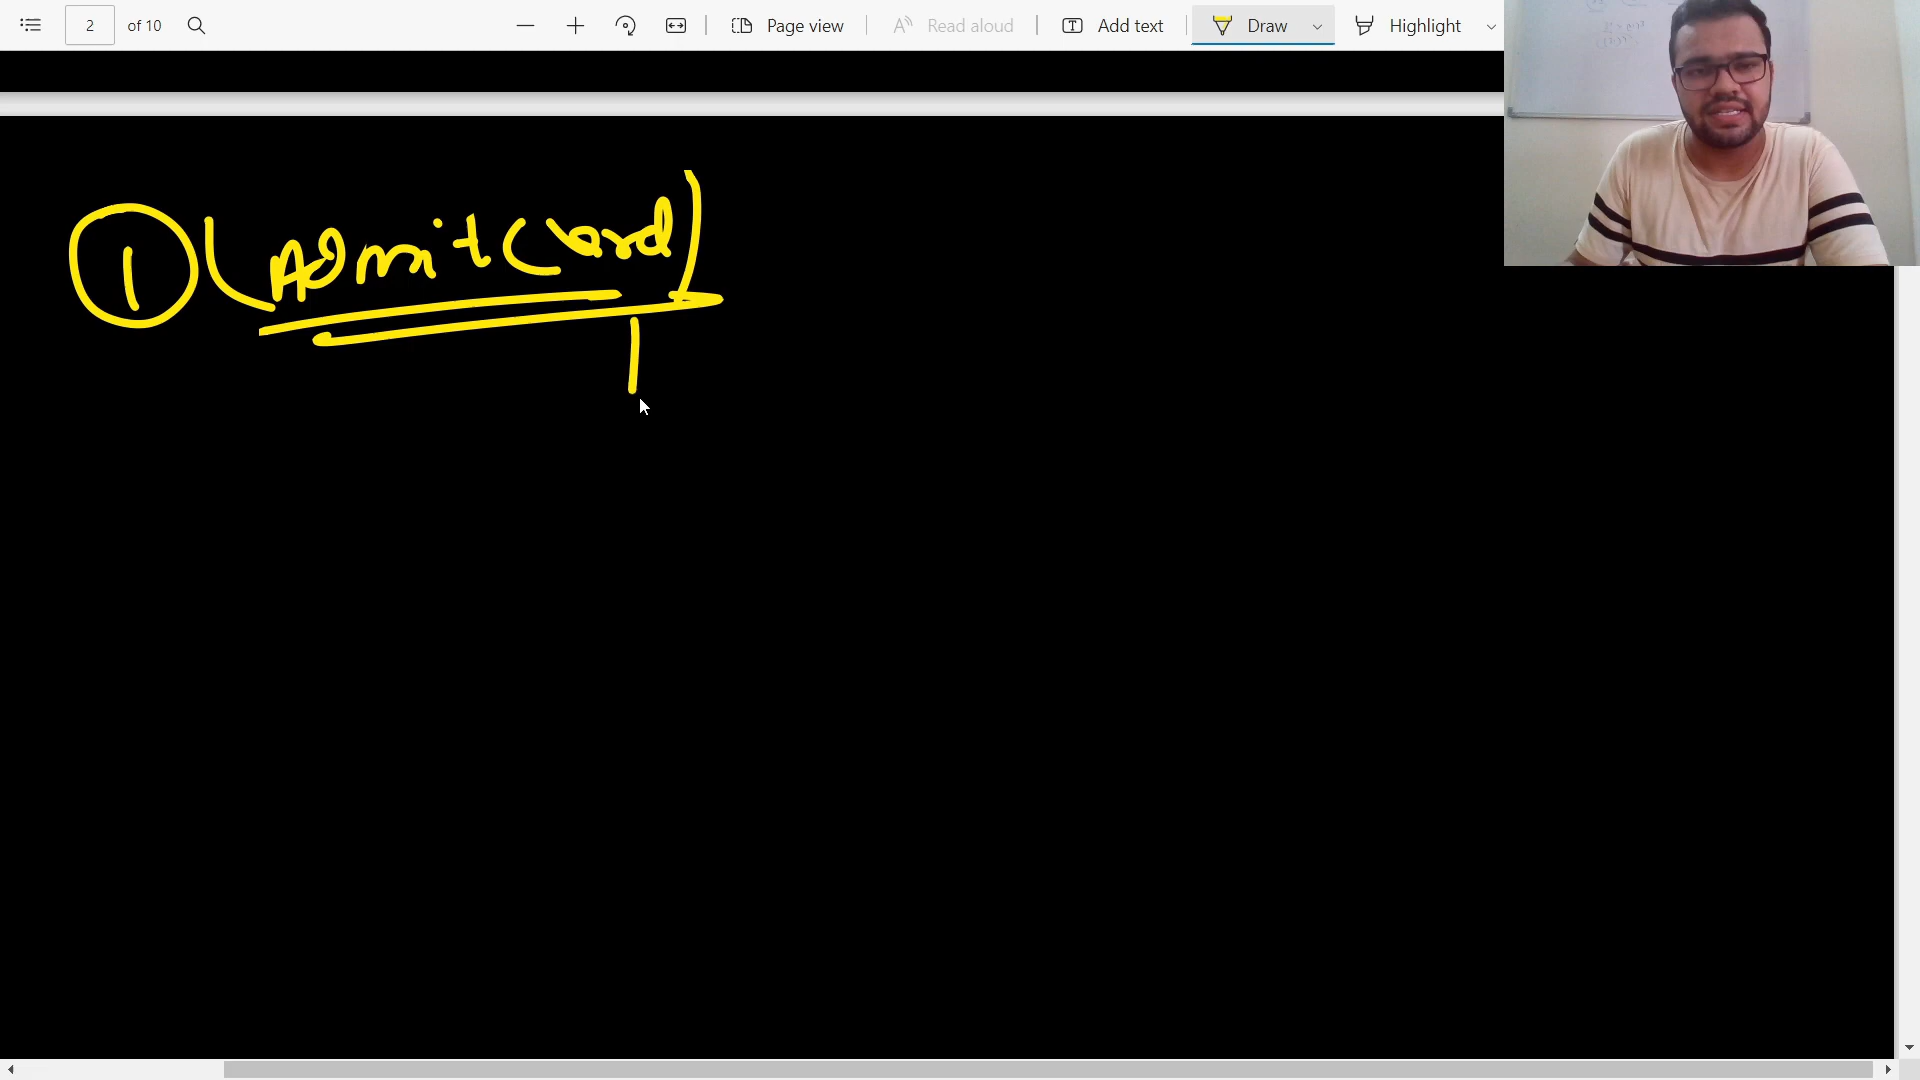 2 of 10 Page view Read aloud Add text Draw Highlight
1 (Admit Card)